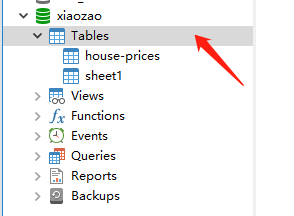 xiaozao
Tables
house-prices
sheet1
Views
Functions
Events
Queries
Reports
Backups